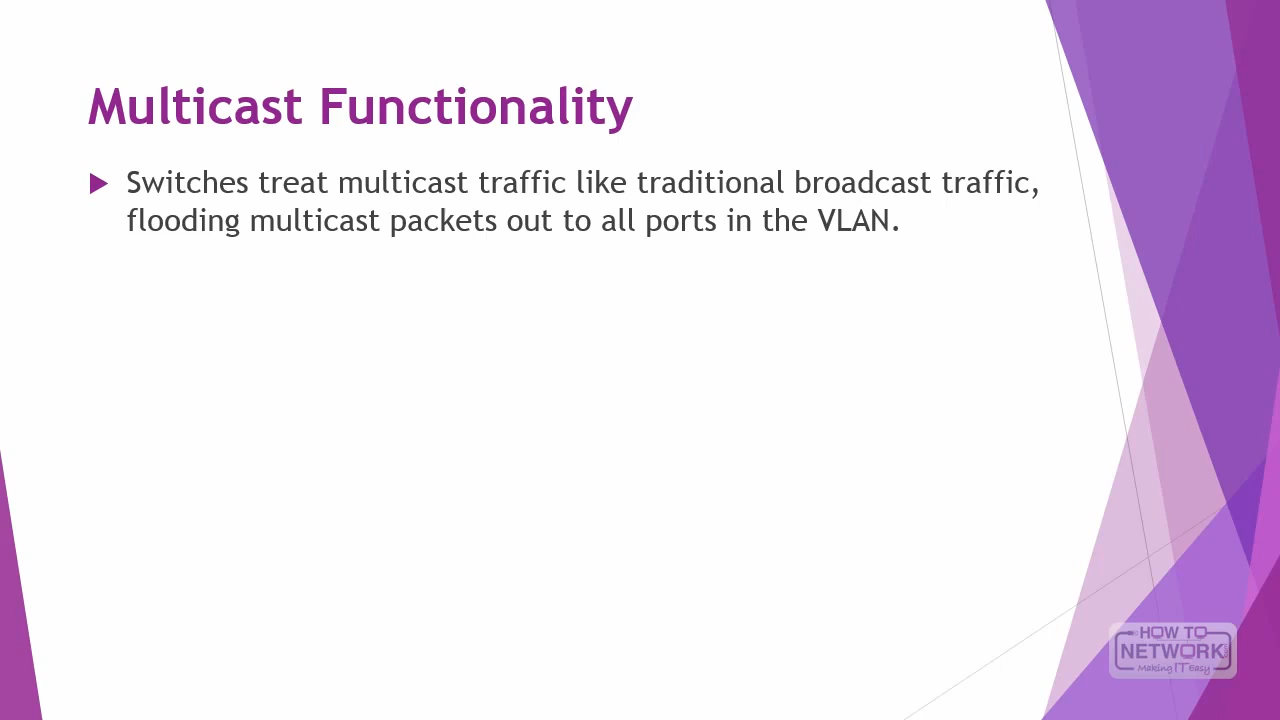 Multicast Functionality
Switches treat multicast traffic like traditional broadcast traffic,
flooding multicast packets out to all ports in the VLAN.
HOW TO
NETWORK
Making IT Easy